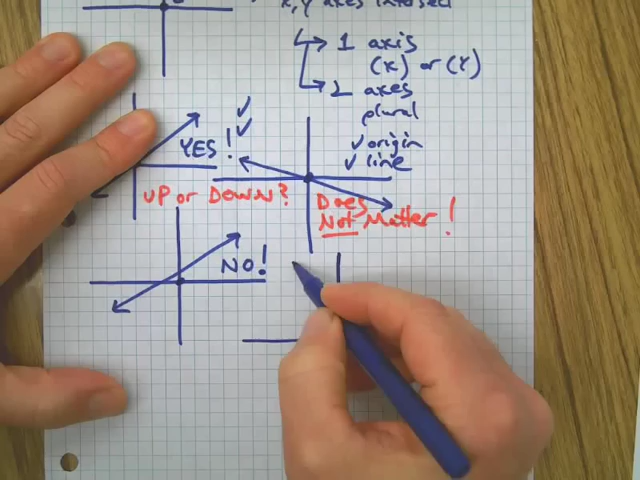 x, y axes intersect
1 axis
(x) or (Y)
2 axes
plural
YES!
✓ origin
✓ line
UP or DOWN?
Does
Not Matter!
NO!